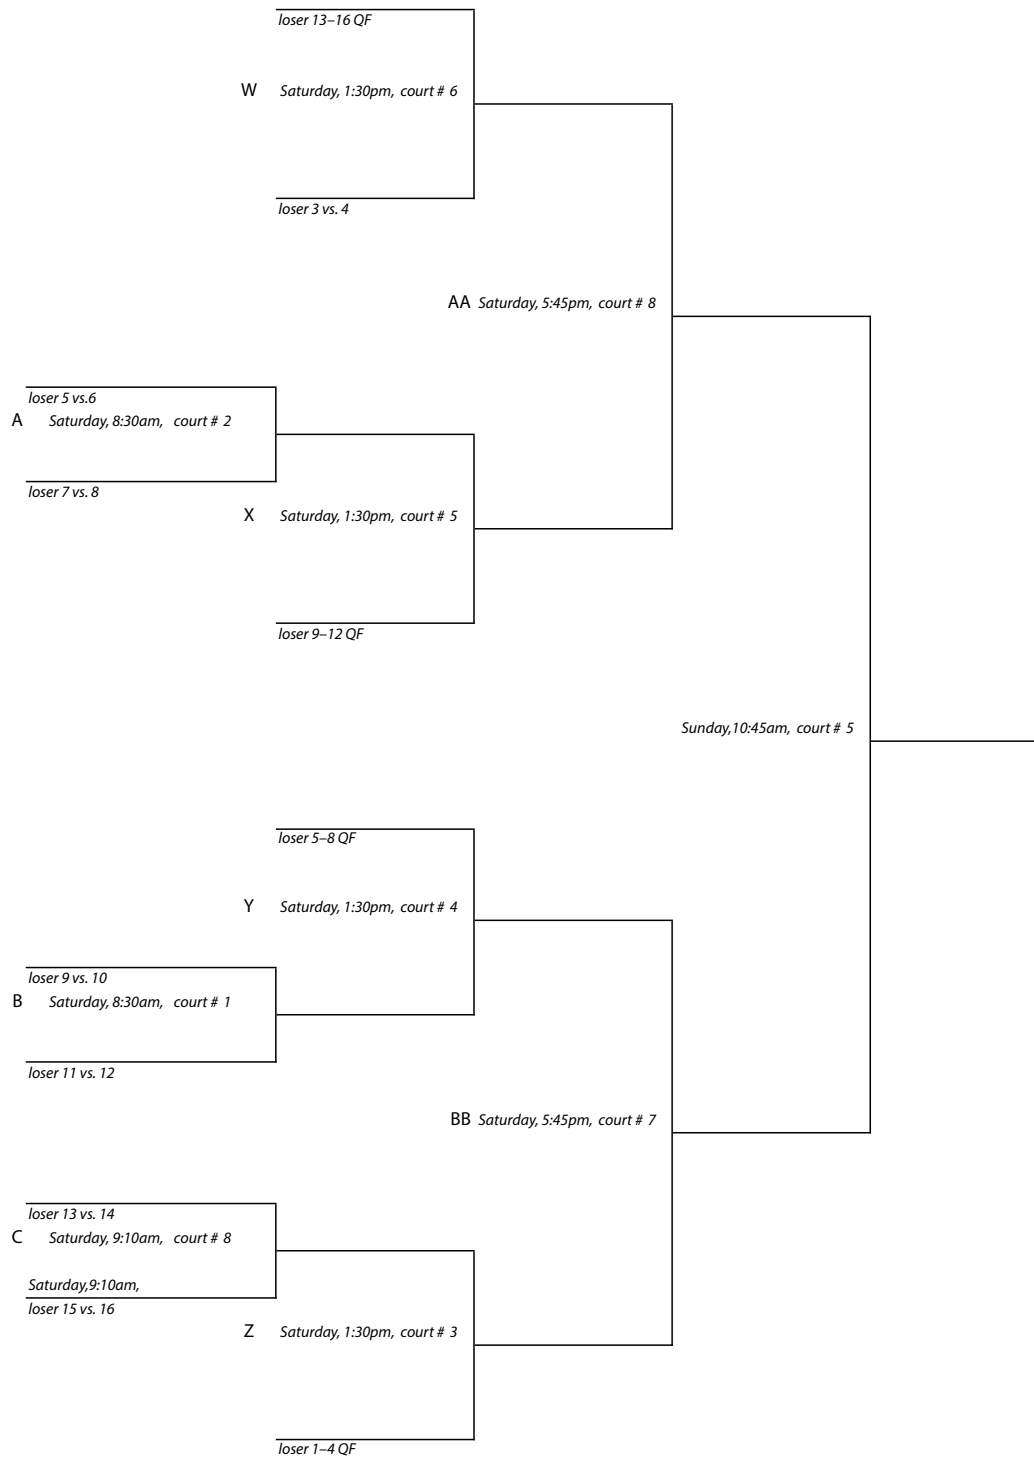 loser 13–16 QF
W Saturday, 1:30pm, court # 6
loser 3 vs. 4
AA Saturday, 5:45pm, court # 8
loser 5 vs.6
A Saturday, 8:30am, court # 2
loser 7 vs. 8
X Saturday, 1:30pm, court # 5
loser 9–12 QF
Sunday,10:45am, court # 5
loser 5–8 QF
Y Saturday, 1:30pm, court # 4
loser 9 vs. 10
B Saturday, 8:30am, court # 1
loser 11 vs. 12
BB Saturday, 5:45pm, court # 7
loser 13 vs. 14
C Saturday, 9:10am, court # 8
Saturday,9:10am,
loser 15 vs. 16
Z Saturday, 1:30pm, court # 3
loser 1–4 QF